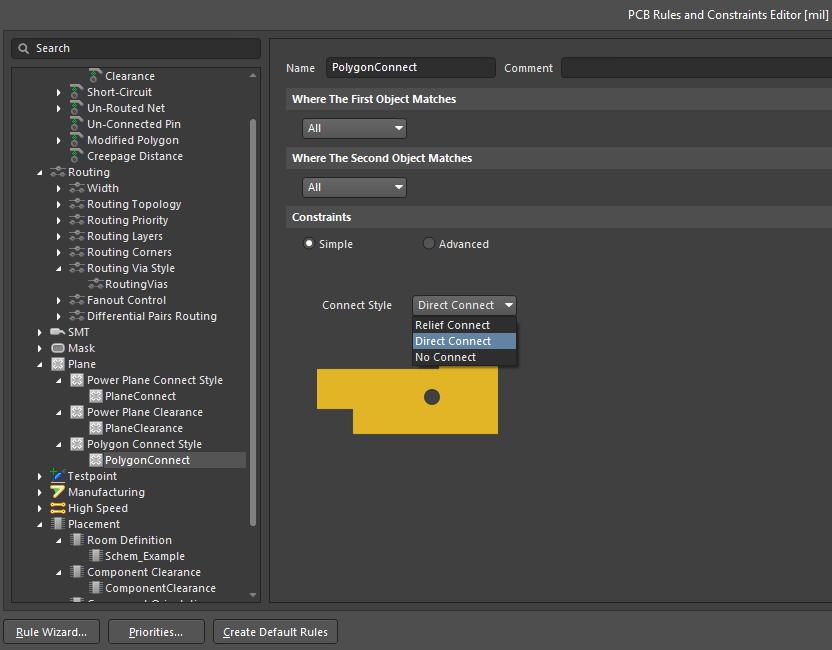 PCB Rules and Constraints Editor [mil]
Search
Clearance
Short-Circuit
Un-Routed Net
Un-Connected Pin
Modified Polygon
Creepage Distance
Routing
Width
Routing Topology
Routing Priority
Routing Layers
Routing Corners
Routing Via Style
RoutingVias
Fanout Control
Differential Pairs Routing
SMT
Mask
Plane
Power Plane Connect Style
PlaneConnect
Power Plane Clearance
PlaneClearance
Polygon Connect Style
PolygonConnect
Testpoint
Manufacturing
High Speed
Placement
Room Definition
Schem_Example
Component Clearance
ComponentClearance
Name PolygonConnect Comment
Where The First Object Matches
All
Where The Second Object Matches
All
Constraints
Simple Advanced
Connect Style Direct Connect
Relief Connect
Direct Connect
No Connect
Rule Wizard... Priorities... Create Default Rules